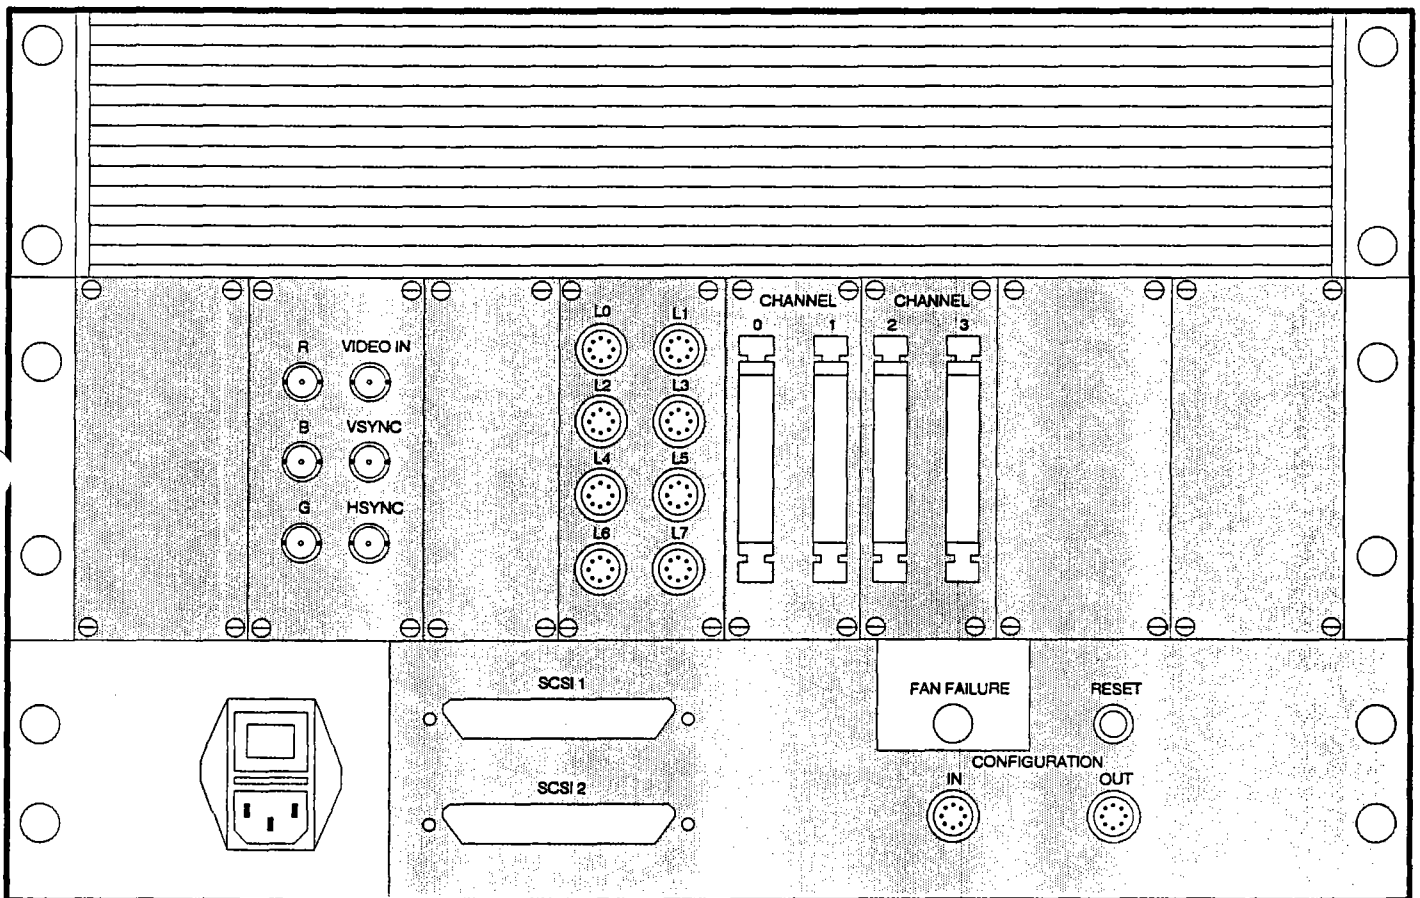 CHANNEL CHANNEL
0 1 2 3
L0 L1
R VIDEO IN
L2 L3
B VSYNC
L4 L5
G HSYNC
L6 L7
SCSI 1
FAN FAILURE RESET
CONFIGURATION
IN OUT
SCSI 2